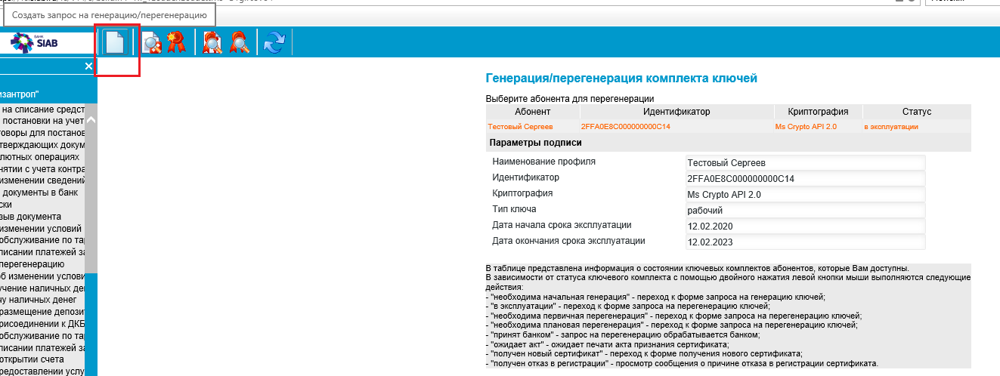 Создать запрос на генерацию/перегенерацию
БАНК
SIAB
на списание средст
постановки на учет
говоры для постанов
тверждающих докум
лютных операциях
нятии с учета контра
изменении сведений
документы в банк
ски
зыв документа
изменении условий
обслуживание по та
писании платежей за
перегенерацию
об изменении услови
учение наличных де
чу наличных денег
размещение депози
рисоединении к ДКБ
обслуживание по та
писании платежей за
открытии счета
редоставлении услу
Генерация/перегенерация комплекта ключей
Выберите абонента для перегенерации
Абонент Идентификатор Криптография Статус
Тестовый Сергеев 2FFA0E8C000000000C14 Ms Crypto API 2.0 в эксплуатации
Параметры подписи
Наименование профиля Тестовый Сергеев
Идентификатор 2FFA0E8C000000000C14
Криптография Ms Crypto API 2.0
Тип ключа рабочий
Дата начала срока эксплуатации 12.02.2020
Дата окончания срока эксплуатации 12.02.2023
В таблице представлена информация о состоянии ключевых комплектов абонентов, которые Вам доступны.
В зависимости от статуса ключевого комплекта с помощью двойного нажатия левой кнопки мыши выполняются следующие
действия:
- "необходима начальная генерация" - переход к форме запроса на генерацию ключей;
- "в эксплуатации" - переход к форме запроса на перегенерацию ключей;
- "необходима первичная перегенерация" - переход к форме запроса на перегенерацию ключей;
- "необходима плановая перегенерация" - переход к форме запроса на перегенерацию ключей;
- "принят банком" - запрос на перегенерацию обрабатывается банком;
- "ожидает акт" - ожидает печати акта признания сертификата;
- "получен новый сертификат" - переход к форме получения нового сертификата;
- "получен отказ в регистрации" - просмотр сообщения о причине отказа в регистрации сертификата.